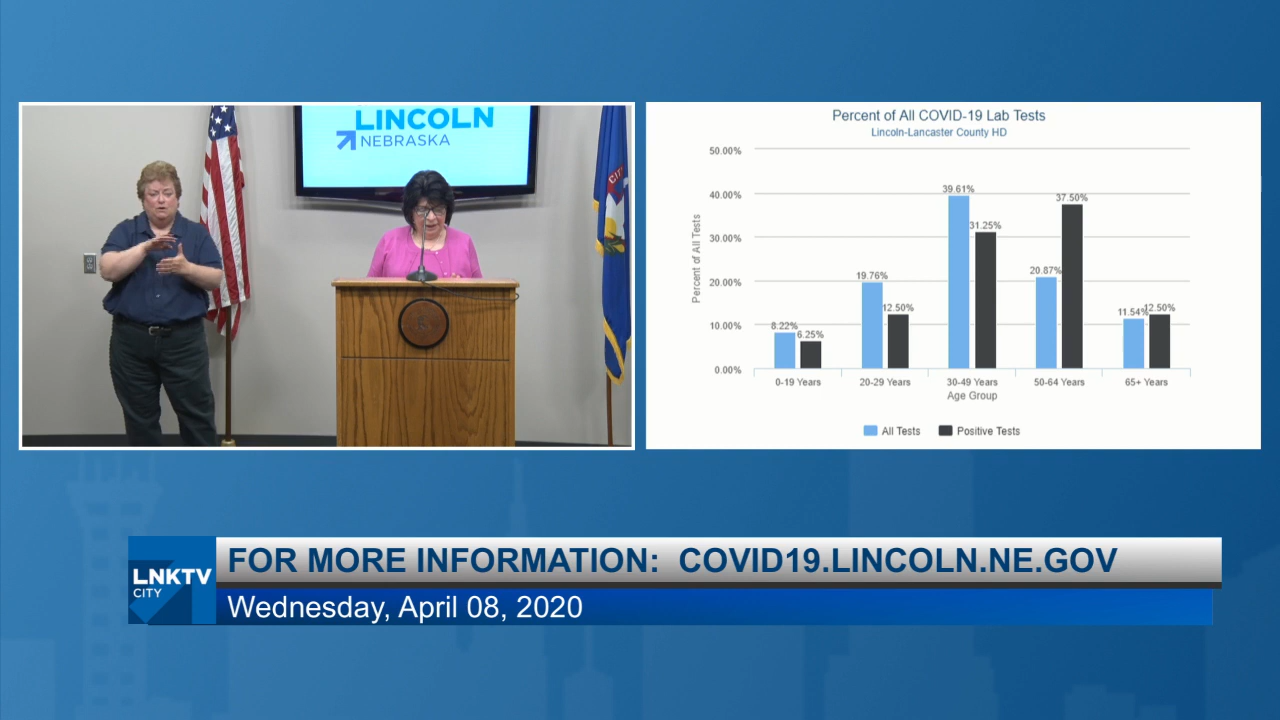 LINCOLN
NEBRASKA
Percent of All COVID-19 Lab Tests
Lincoln-Lancaster County HD
Percent of All Tests
50.00%
40.00%
30.00%
20.00%
10.00%
0.00%
8.22%
6.25%
19.76%
12.50%
39.61%
31.25%
20.87%
37.50%
11.54%
12.50%
0-19 Years
20-29 Years
30-49 Years
50-64 Years
65+ Years
Age Group
All Tests
Positive Tests
LNKTV
CITY
FOR MORE INFORMATION: COVID19.LINCOLN.NE.GOV
Wednesday, April 08, 2020